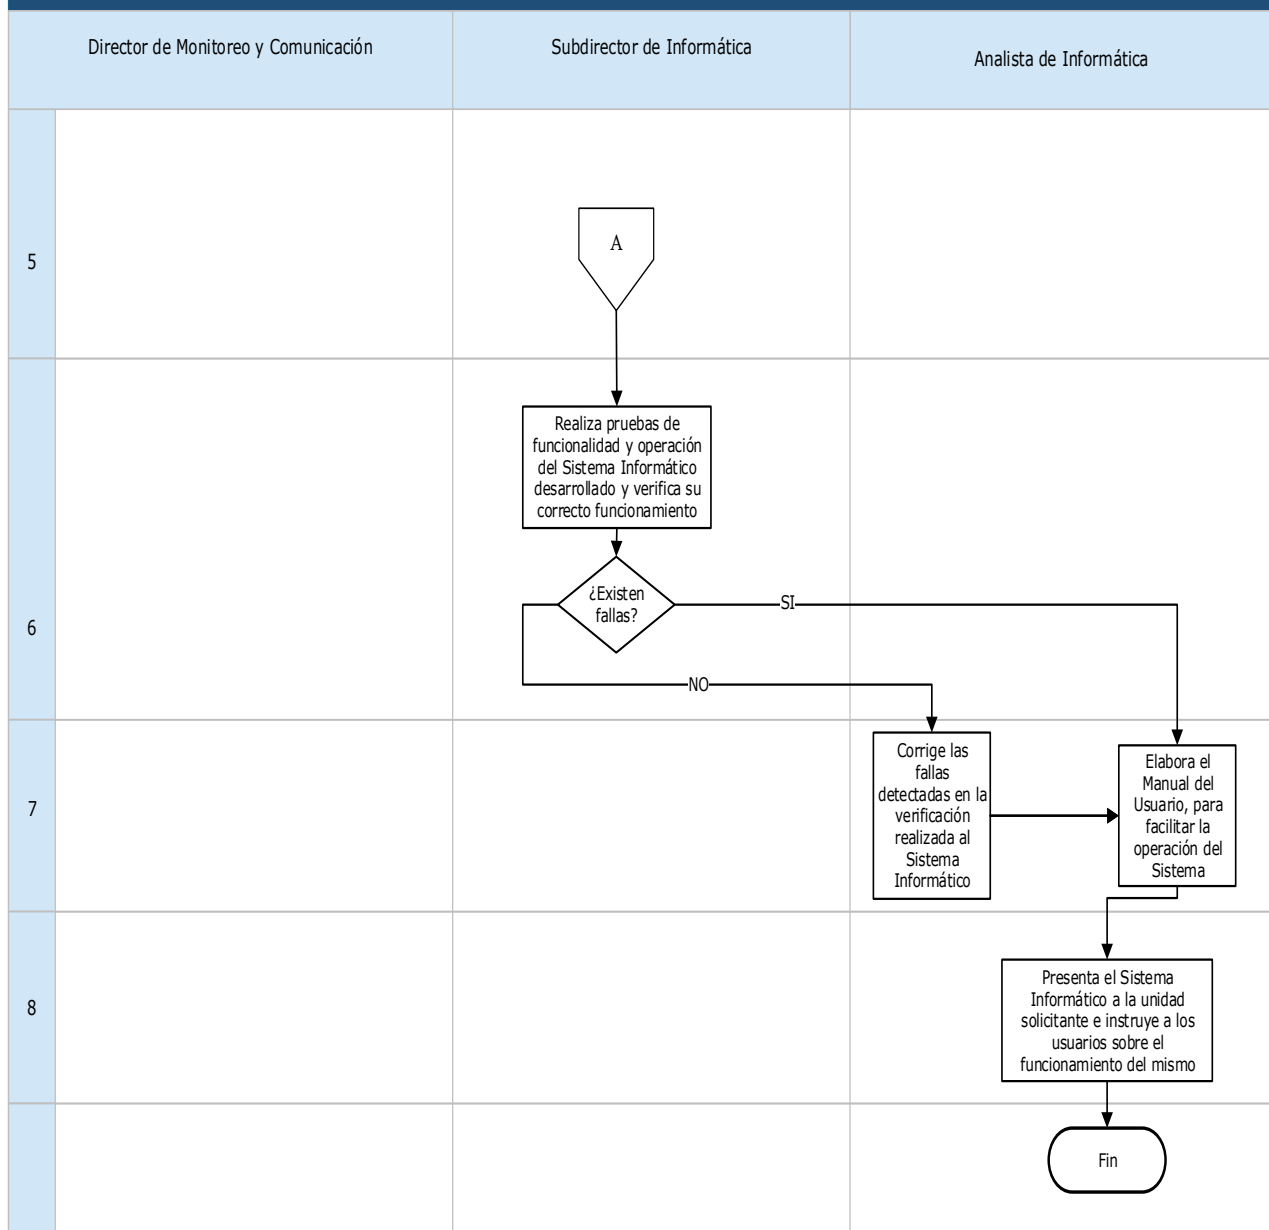 Director de Monitoreo y Comunicación
Subdirector de Informática
Analista de Informática
5
A
Realiza pruebas de
funcionalidad y operación
del Sistema Informático
desarrollado y verifica su
correcto funcionamiento
¿Existen
fallas?
SI
6
NO
7
Corrige las
fallas
detectadas en la
verificación
realizada al
Sistema
Informático
Elabora el
Manual del
Usuario, para
facilitar la
operación del
Sistema
8
Presenta el Sistema
Informático a la unidad
solicitante e instruye a los
usuarios sobre el
funcionamiento del mismo
Fin